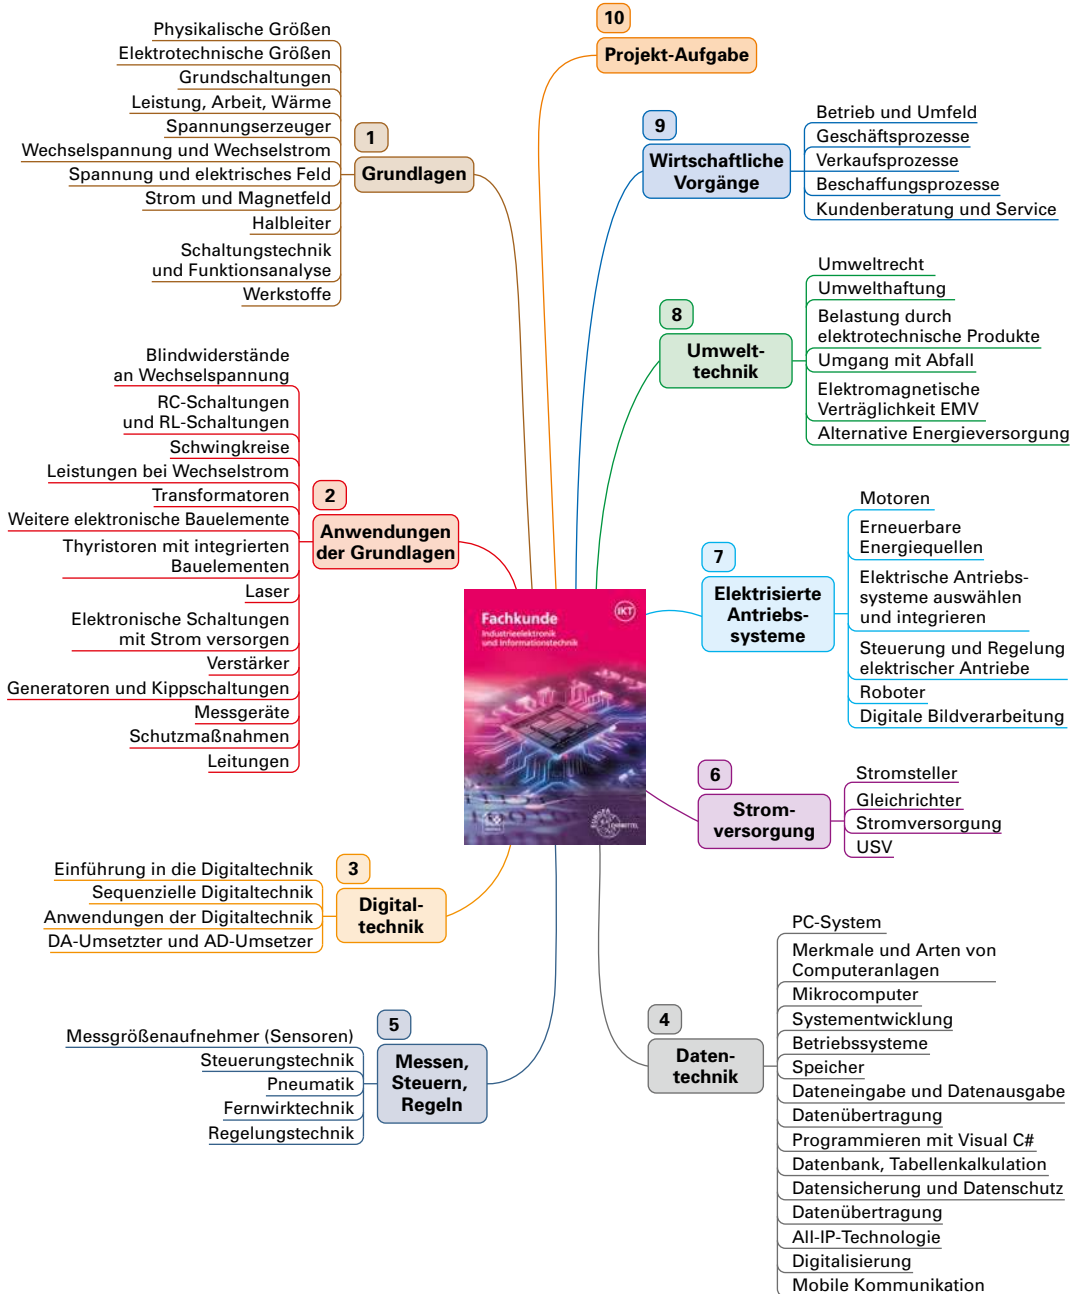 10
Projekt-Aufgabe
Physikalische Größen
Elektrotechnische Größen
Grundschaltungen
Leistung, Arbeit, Wärme
Spannungserzeuger
Wechselspannung und Wechselstrom
Spannung und elektrisches Feld
Strom und Magnetfeld
Halbleiter
Schaltungstechnik
und Funktionsanalyse
Werkstoffe
1
Grundlagen
9
Wirtschaftliche
Vorgänge
Betrieb und Umfeld
Geschäftsprozesse
Verkaufsprozesse
Beschaffungsprozesse
Kundenberatung und Service
8
Umwelt-
technik
Umweltrecht
Umwelthaftung
Belastung durch
elektrotechnische Produkte
Umgang mit Abfall
Elektromagnetische
Verträglichkeit EMV
Alternative Energieversorgung
Blindwiderstände
an Wechselspannung
RC-Schaltungen
und RL-Schaltungen
Schwingkreise
Leistungen bei Wechselstrom
Transformatoren
Weitere elektronische Bauelemente
Thyristoren mit integrierten
Bauelementen
Laser
Elektronische Schaltungen
mit Strom versorgen
Verstärker
Generatoren und Kippschaltungen
Messgeräte
Schutzmaßnahmen
Leitungen
2
Anwendungen
der Grundlagen
7
Elektrisierte
Antriebs-
systeme
Motoren
Erneuerbare
Energiequellen
Elektrische Antriebs-
systeme auswählen
und integrieren
Steuerung und Regelung
elektrischer Antriebe
Roboter
Digitale Bildverarbeitung
Fachkunde
IKT
Industrieelektronik
und Informationstechnik
EUROPA
LEHRMITTEL
6
Strom-
versorgung
Stromsteller
Gleichrichter
Stromversorgung
USV
Einführung in die Digitaltechnik
Sequenzielle Digitaltechnik
Anwendungen der Digitaltechnik
DA-Umsetzter und AD-Umsetzer
3
Digital-
technik
Messgrößenaufnehmer (Sensoren)
Steuerungstechnik
Pneumatik
Fernwirktechnik
Regelungstechnik
5
Messen,
Steuern,
Regeln
4
Daten-
technik
PC-System
Merkmale und Arten von
Computeranlagen
Mikrocomputer
Systementwicklung
Betriebssysteme
Speicher
Dateneingabe und Datenausgabe
Datenübertragung
Programmieren mit Visual C#
Datenbank, Tabellenkalkulation
Datensicherung und Datenschutz
Datenübertragung
All-IP-Technologie
Digitalisierung
Mobile Kommunikation